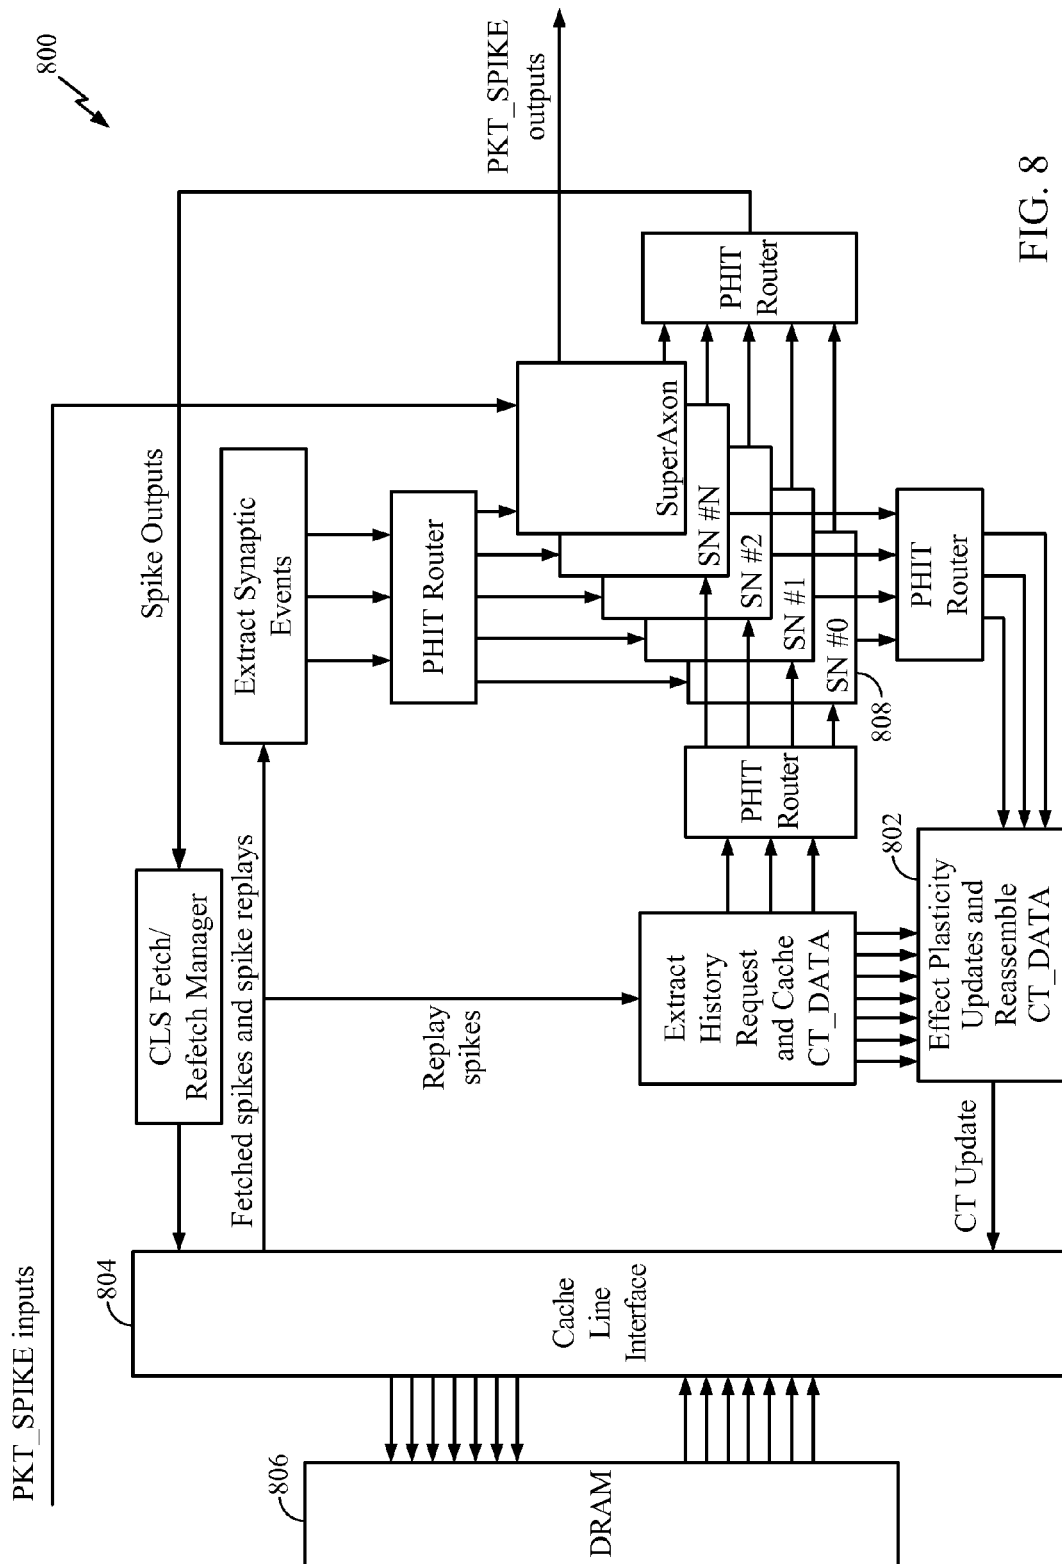 800
PKT_SPIKE inputs
PKT_SPIKE
outputs
Spike Outputs
CLS Fetch/
Refetch Manager
Extract Synaptic
Events
Fetched spikes and spike replays
804
Cache
Line
Interface
806
DRAM
PHIT Router
SuperAxon
SN #N
SN #2
SN #1
SN #0
808
PHIT
Router
Replay
spikes
Extract
History
Request
and Cache
CT_DATA
PHIT
Router
PHIT
Router
802
Effect Plasticity
Updates and
Reassemble
CT_DATA
CT Update
FIG. 8